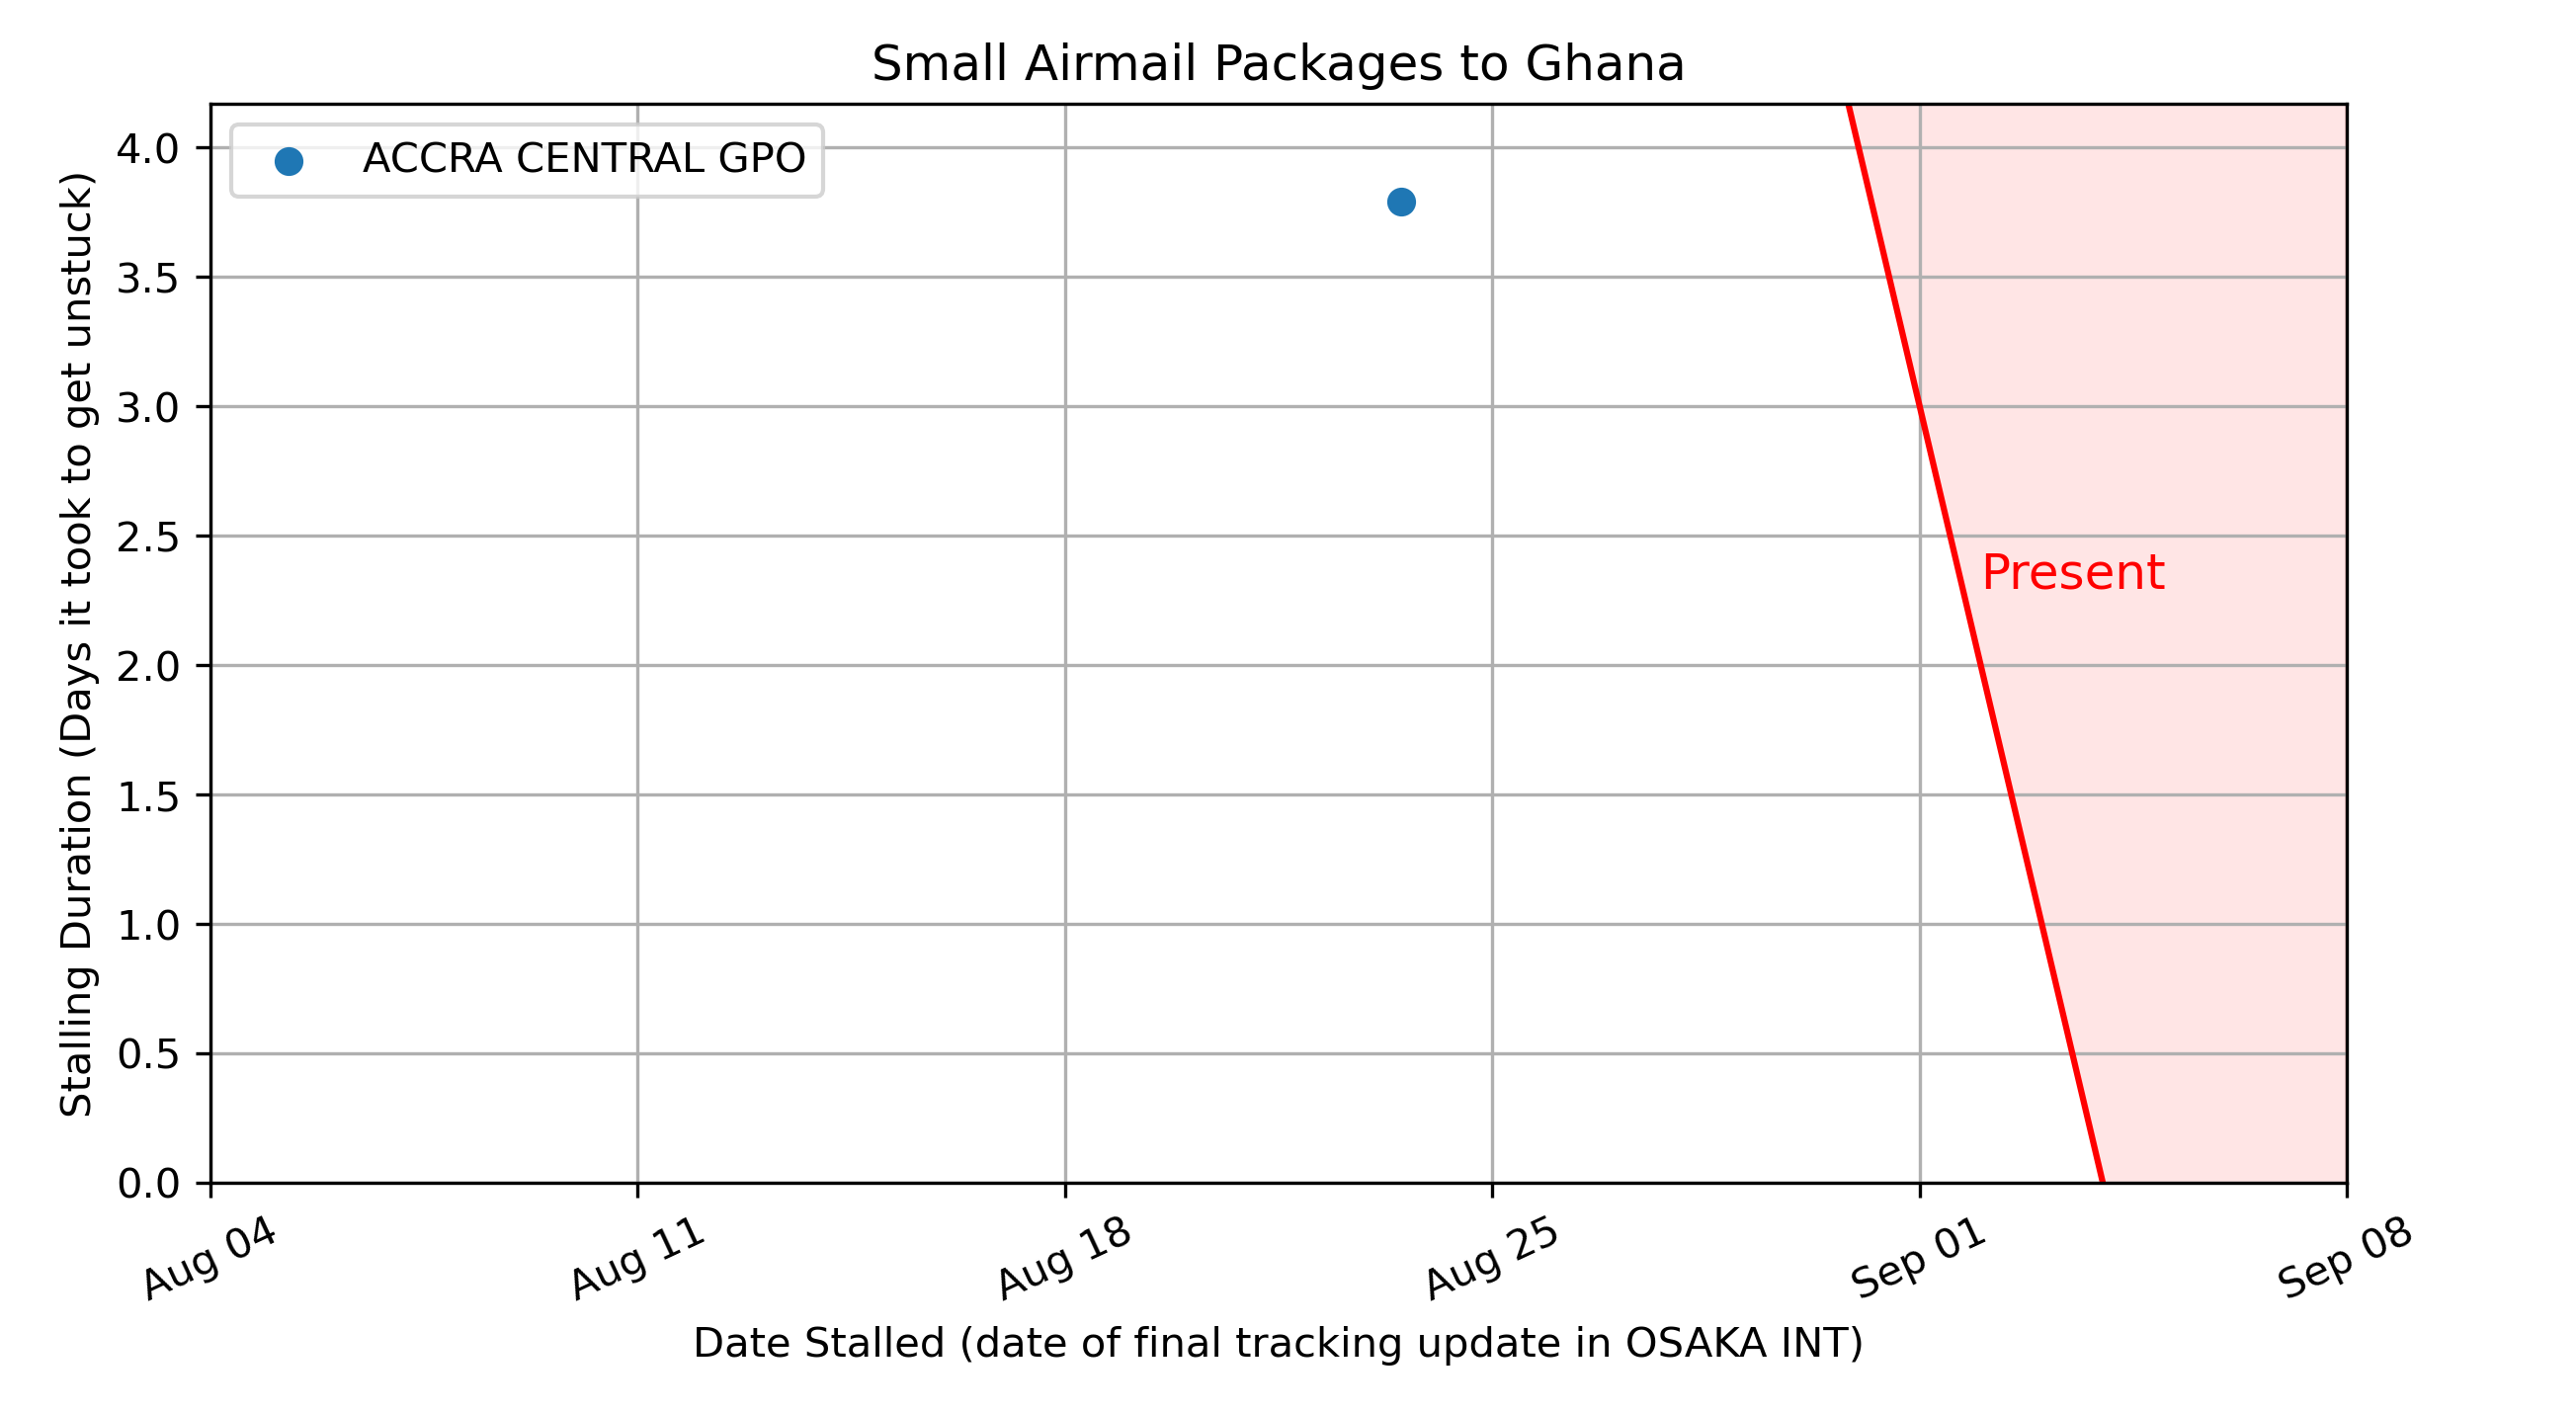 Small Airmail Packages to Ghana
ACCRA CENTRAL GPO
Stalling Duration (Days it took to get unstuck)
4.0
3.5
3.0
2.5
2.0
1.5
1.0
0.5
0.0
Present
Aug 04
Aug 11
Aug 18
Aug 25
Sep 01
Sep 08
Date Stalled (date of final tracking update in OSAKA INT)